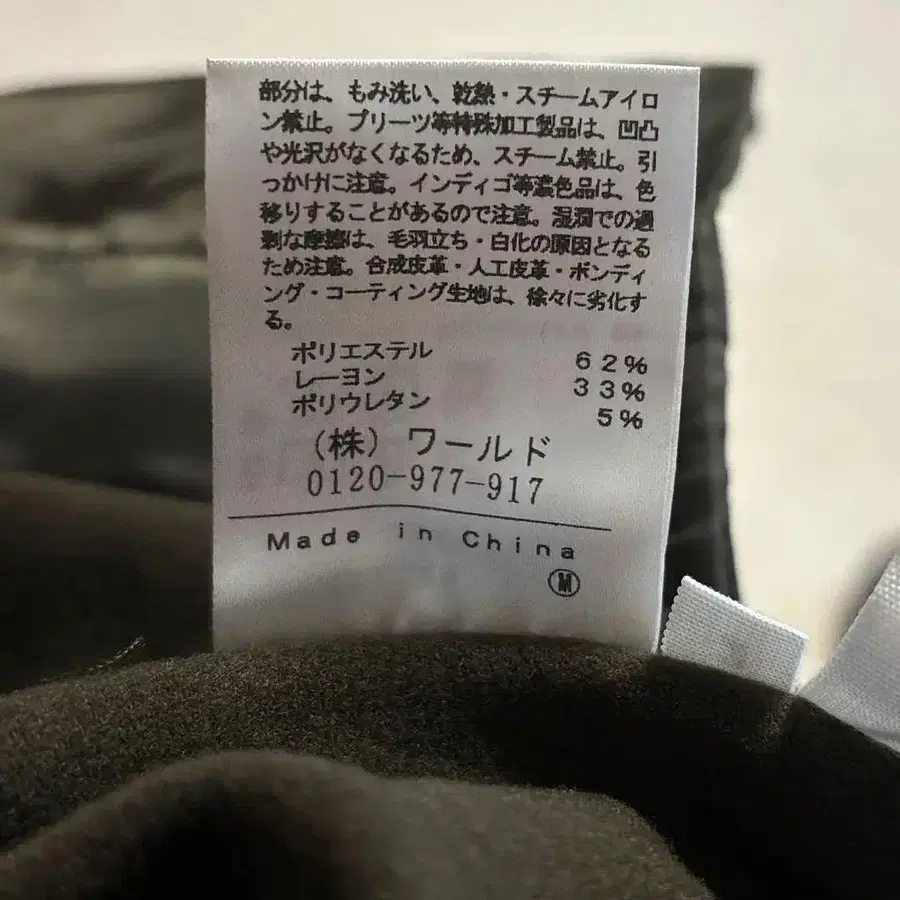 部分は、もみ洗い、乾熱・スチームアイロ
ン禁止。プリーツ等特殊加工製品は、凹凸
や光沢がなくなるため、スチーム禁止。引
っかけに注意。インディゴ等濃色品は、色
移りすることがあるので注意。湿潤での過
剰な摩擦は、毛羽立ち・白化の原因となる
ため注意。合成皮革・人工皮革・ボンディ
ング・コーティング生地は、徐々に劣化す
る。
ポリエステル 62%
レーヨン 33%
ポリウレタン 5%
（株）ワールド
0120-977-917
Made in China
Ⓜ